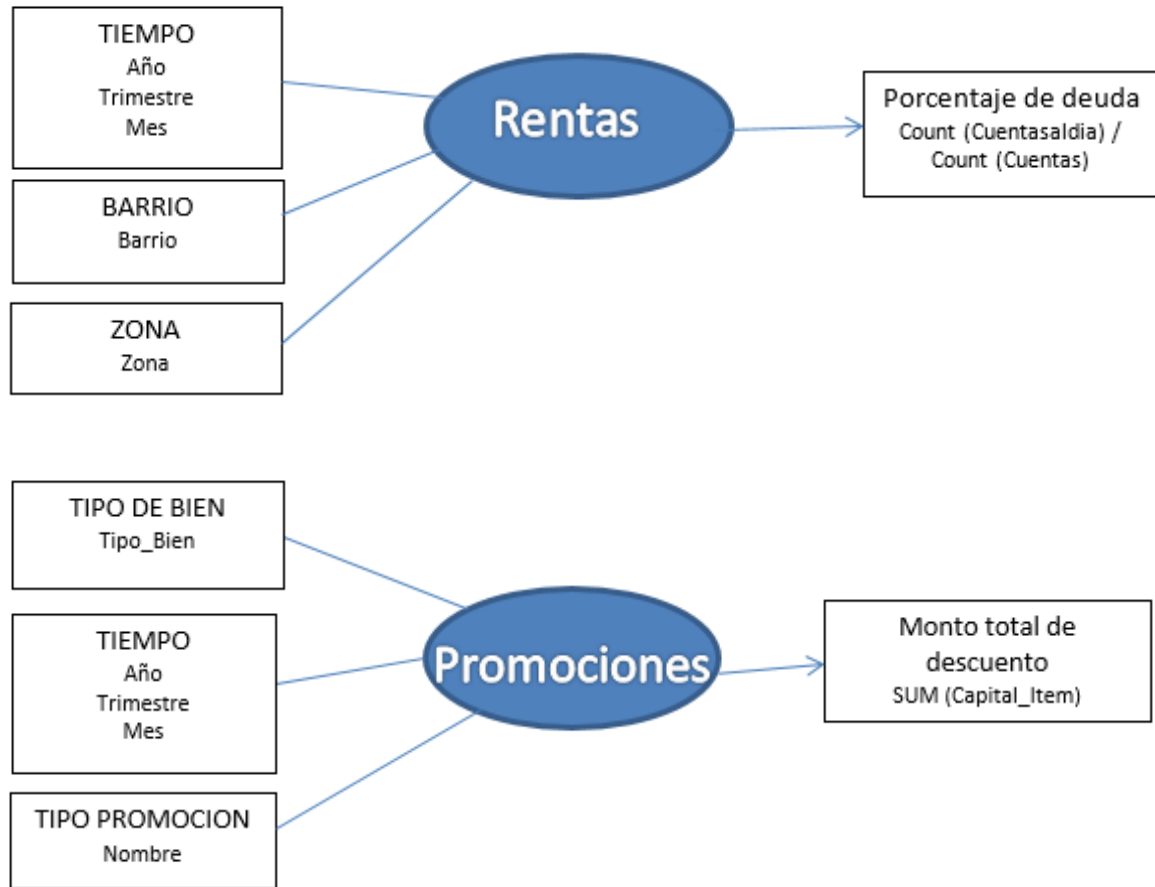 TIEMPO
Año
Trimestre
Mes
BARRIO
Barrio
ZONA
Zona
Rentas
Porcentaje de deuda
Count (Cuentasaldia) /
Count (Cuentas)
TIPO DE BIEN
Tipo_Bien
TIEMPO
Año
Trimestre
Mes
TIPO PROMOCION
Nombre
Promociones
Monto total de
descuento
SUM (Capital_Item)